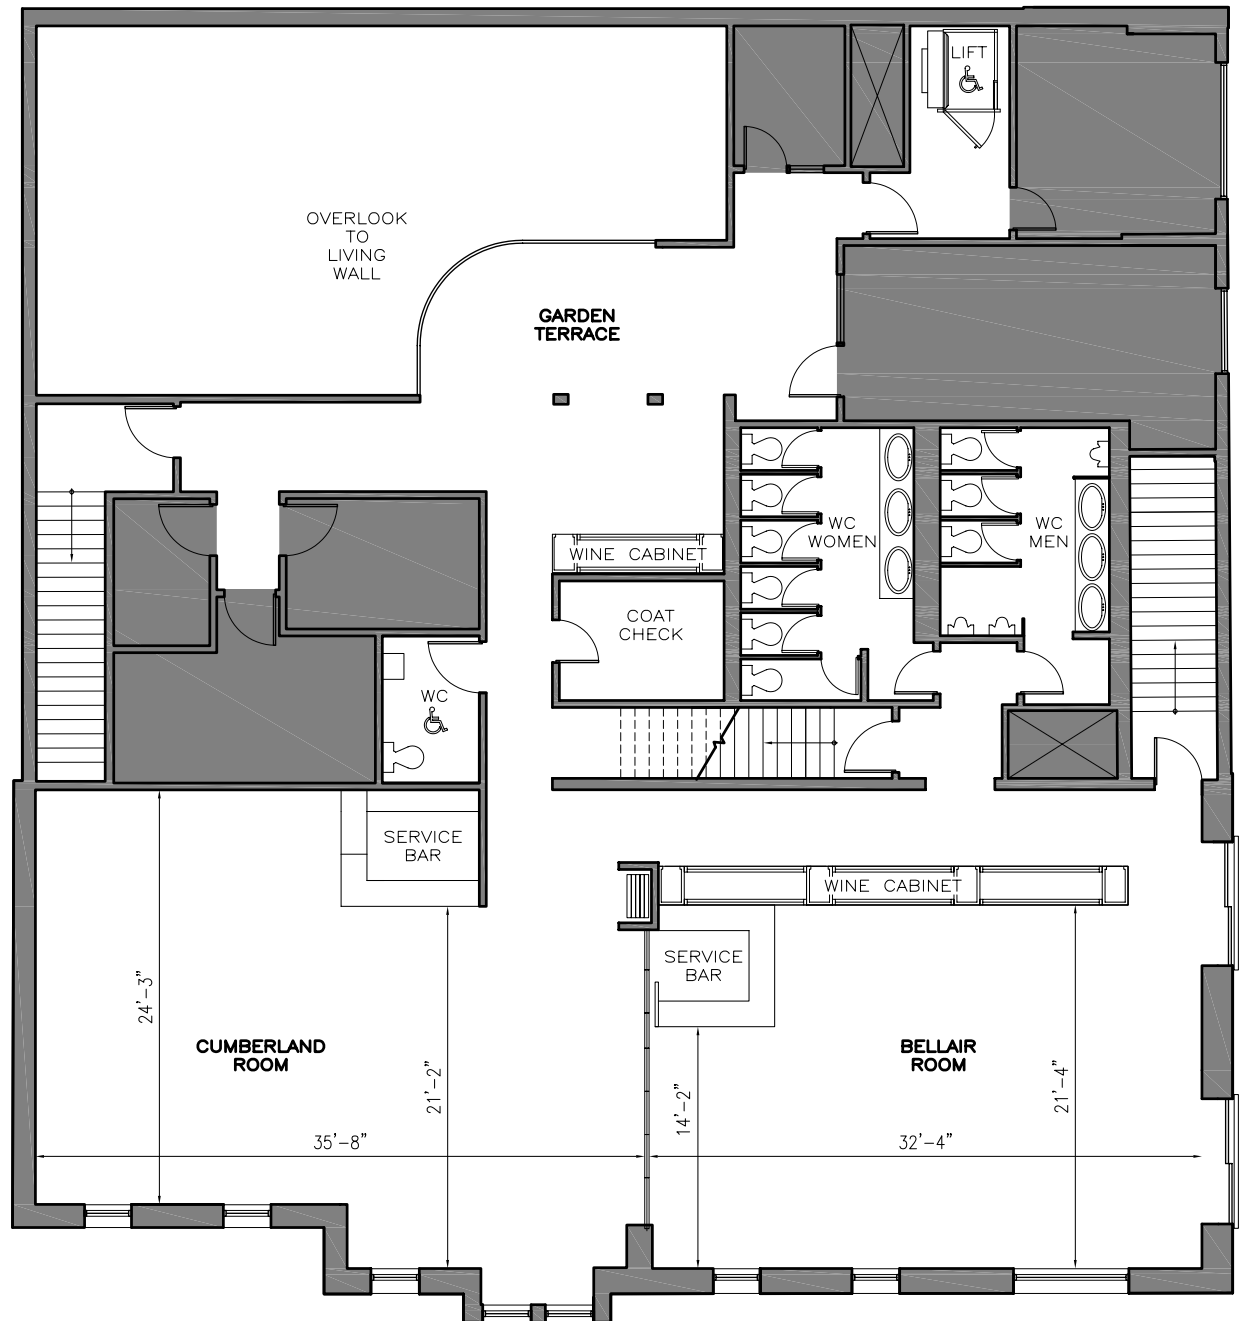 LIFT
OVERLOOK
TO
LIVING
WALL
GARDEN
TERRACE
WC
WOMEN
WC
MEN
WINE CABINET
COAT
CHECK
WC
SERVICE
BAR
WINE CABINET
SERVICE
BAR
24'-3"
CUMBERLAND
ROOM
BELLAIR
ROOM
21'-2"
14'-2"
21'-4"
35'-8"
32'-4"